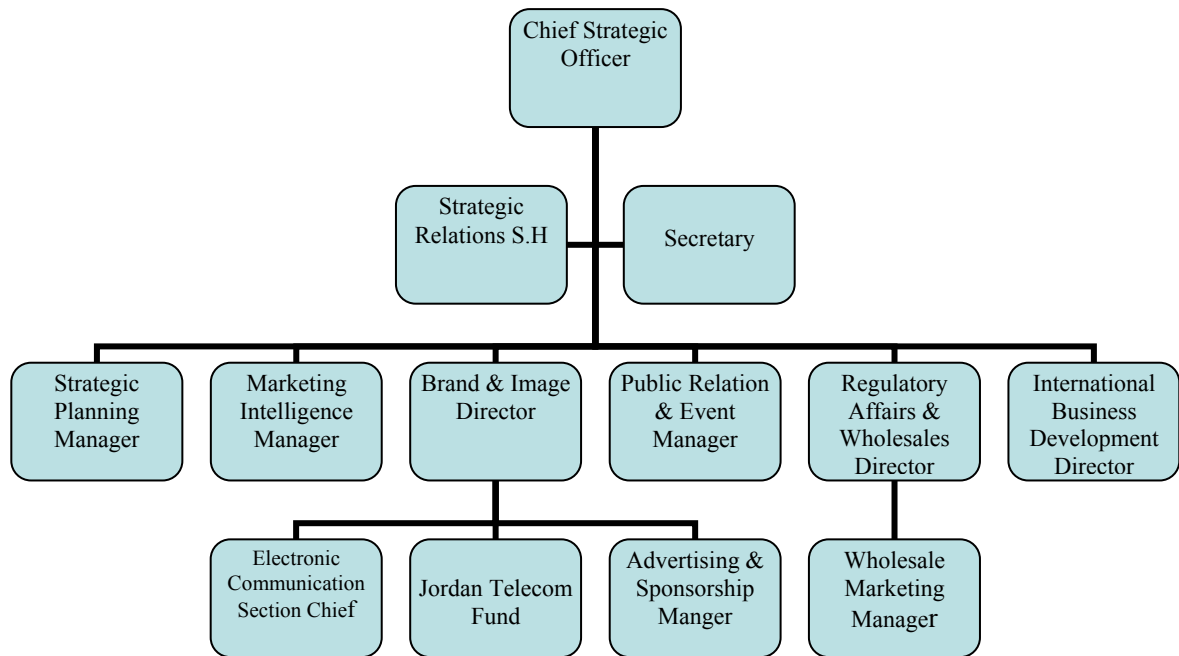 Chief Strategic
Officer
Strategic
Relations S.H
Secretary
Strategic
Planning
Manager
Marketing
Intelligence
Manager
Brand & Image
Director
Public Relation
& Event
Manager
Regulatory
Affairs &
Wholesales
Director
International
Business
Development
Director
Electronic
Communication
Section Chief
Jordan Telecom
Fund
Advertising &
Sponsorship
Manger
Wholesale
Marketing
Manager